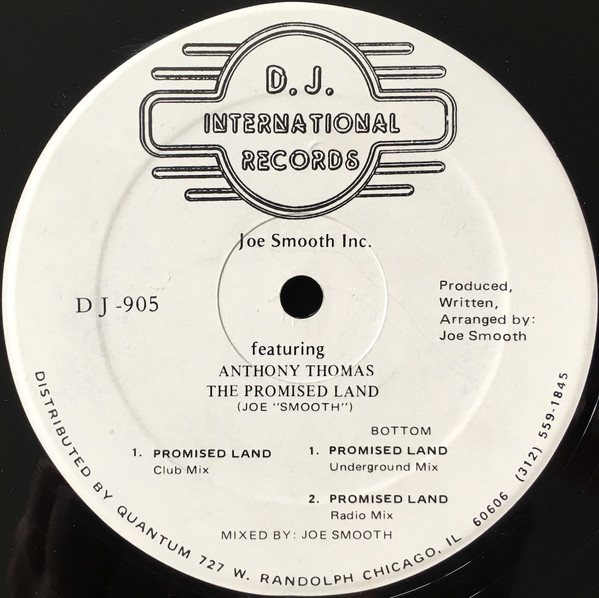 D.J.
INTERNATIONAL
RECORDS
Joe Smooth Inc.
D J -905
Produced,
Written,
Arranged by:
Joe Smooth
featuring
ANTHONY THOMAS
THE PROMISED LAND
(JOE "SMOOTH")
BOTTOM
1. PROMISED LAND
Club Mix
1. PROMISED LAND
Underground Mix
2. PROMISED LAND
Radio Mix
MIXED BY: JOE SMOOTH
DISTRIBUTED BY QUANTUM 727 W. RANDOLPH CHICAGO, IL 60606 (312) 559-1845